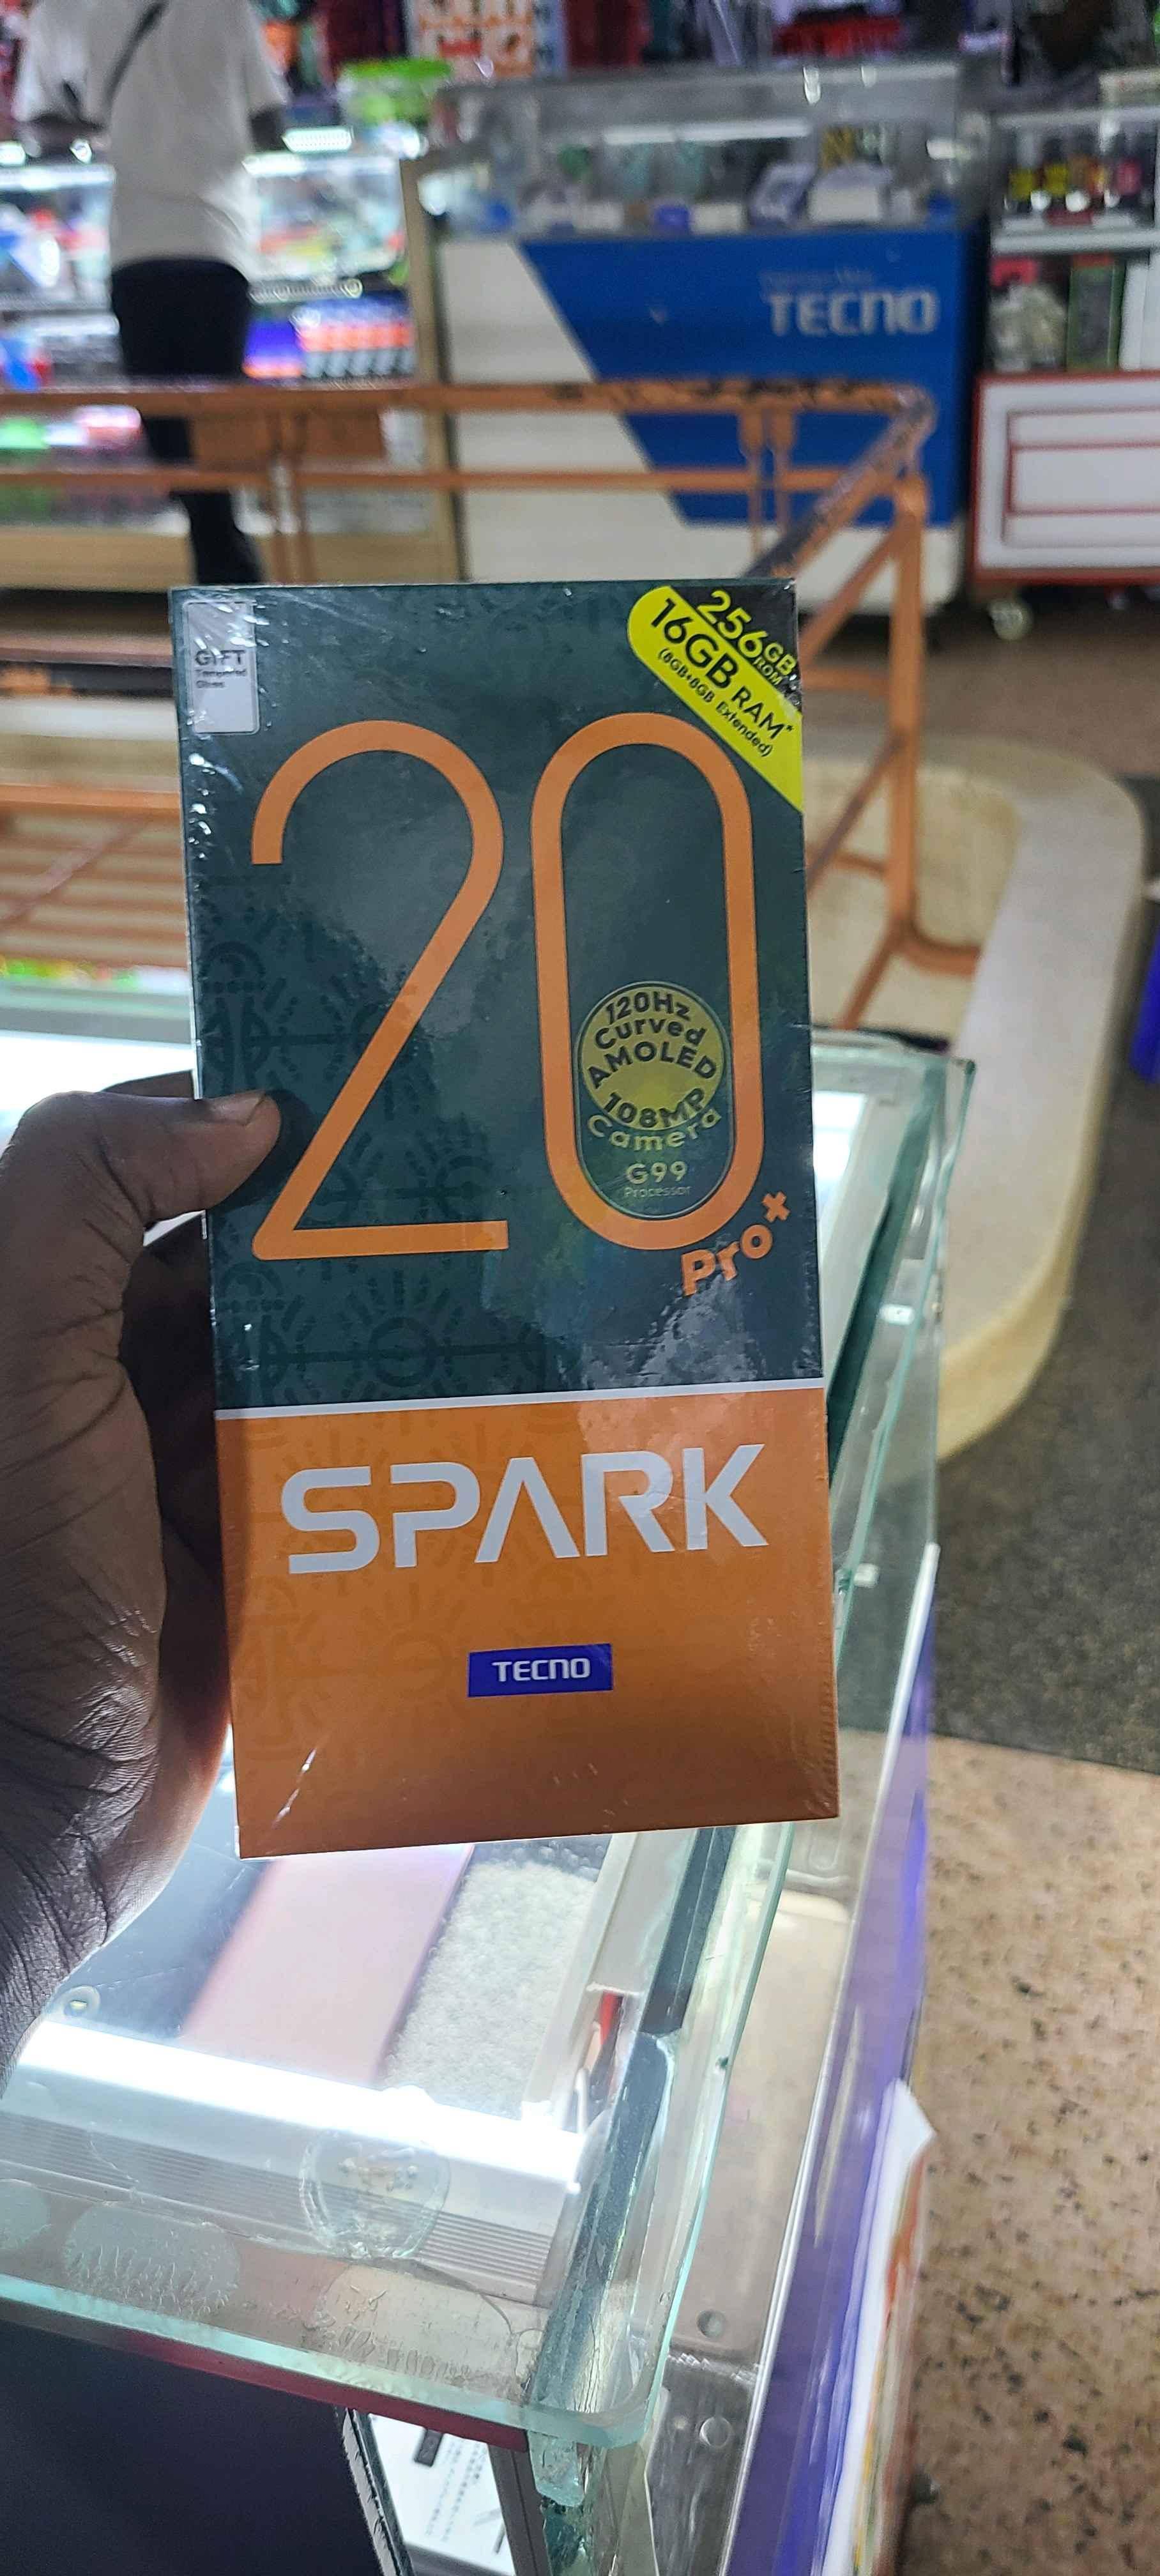 TECNO
GIFT
Tempered
Glass
256GB
ROM
16GB RAM*
(8GB+8GB Extended)
20
120Hz
Curved
AMOLED
108MP
Camera
G99
Processor
Pro+
SPARK
TECNO